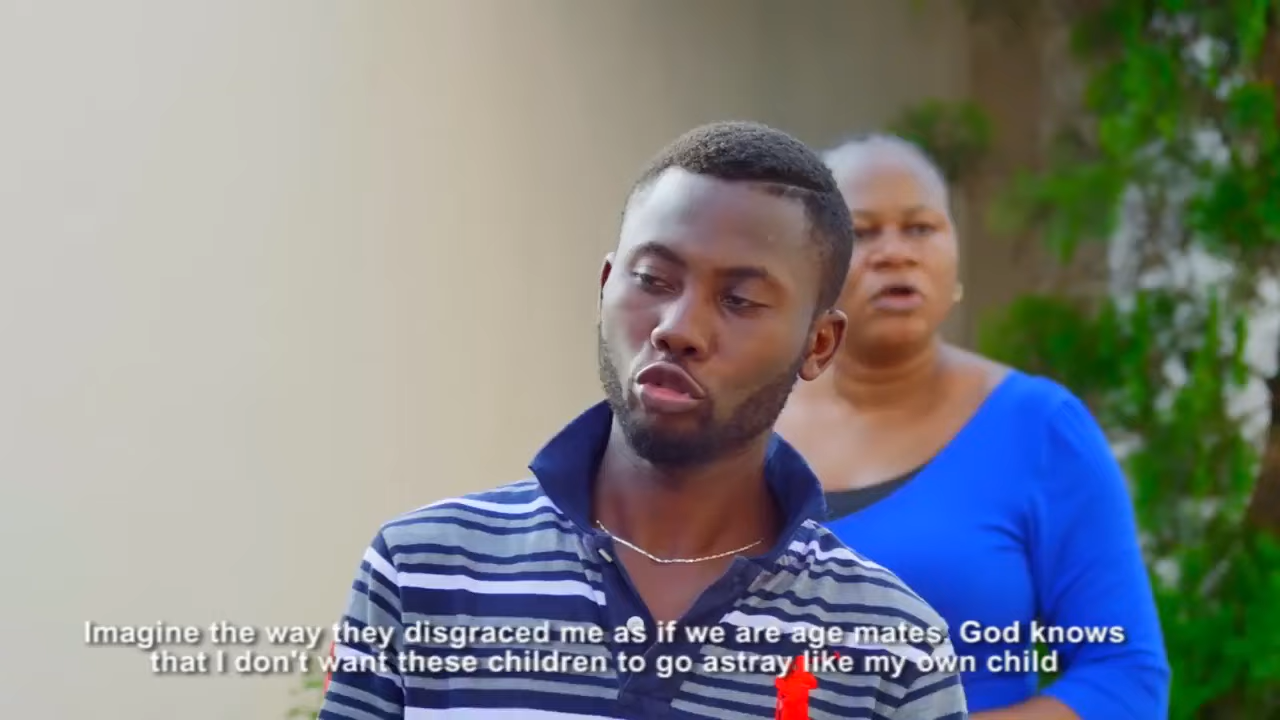 Imagine the way they disgraced me as if we are age mates. God knows
that I don't want these children to go astray like my own child